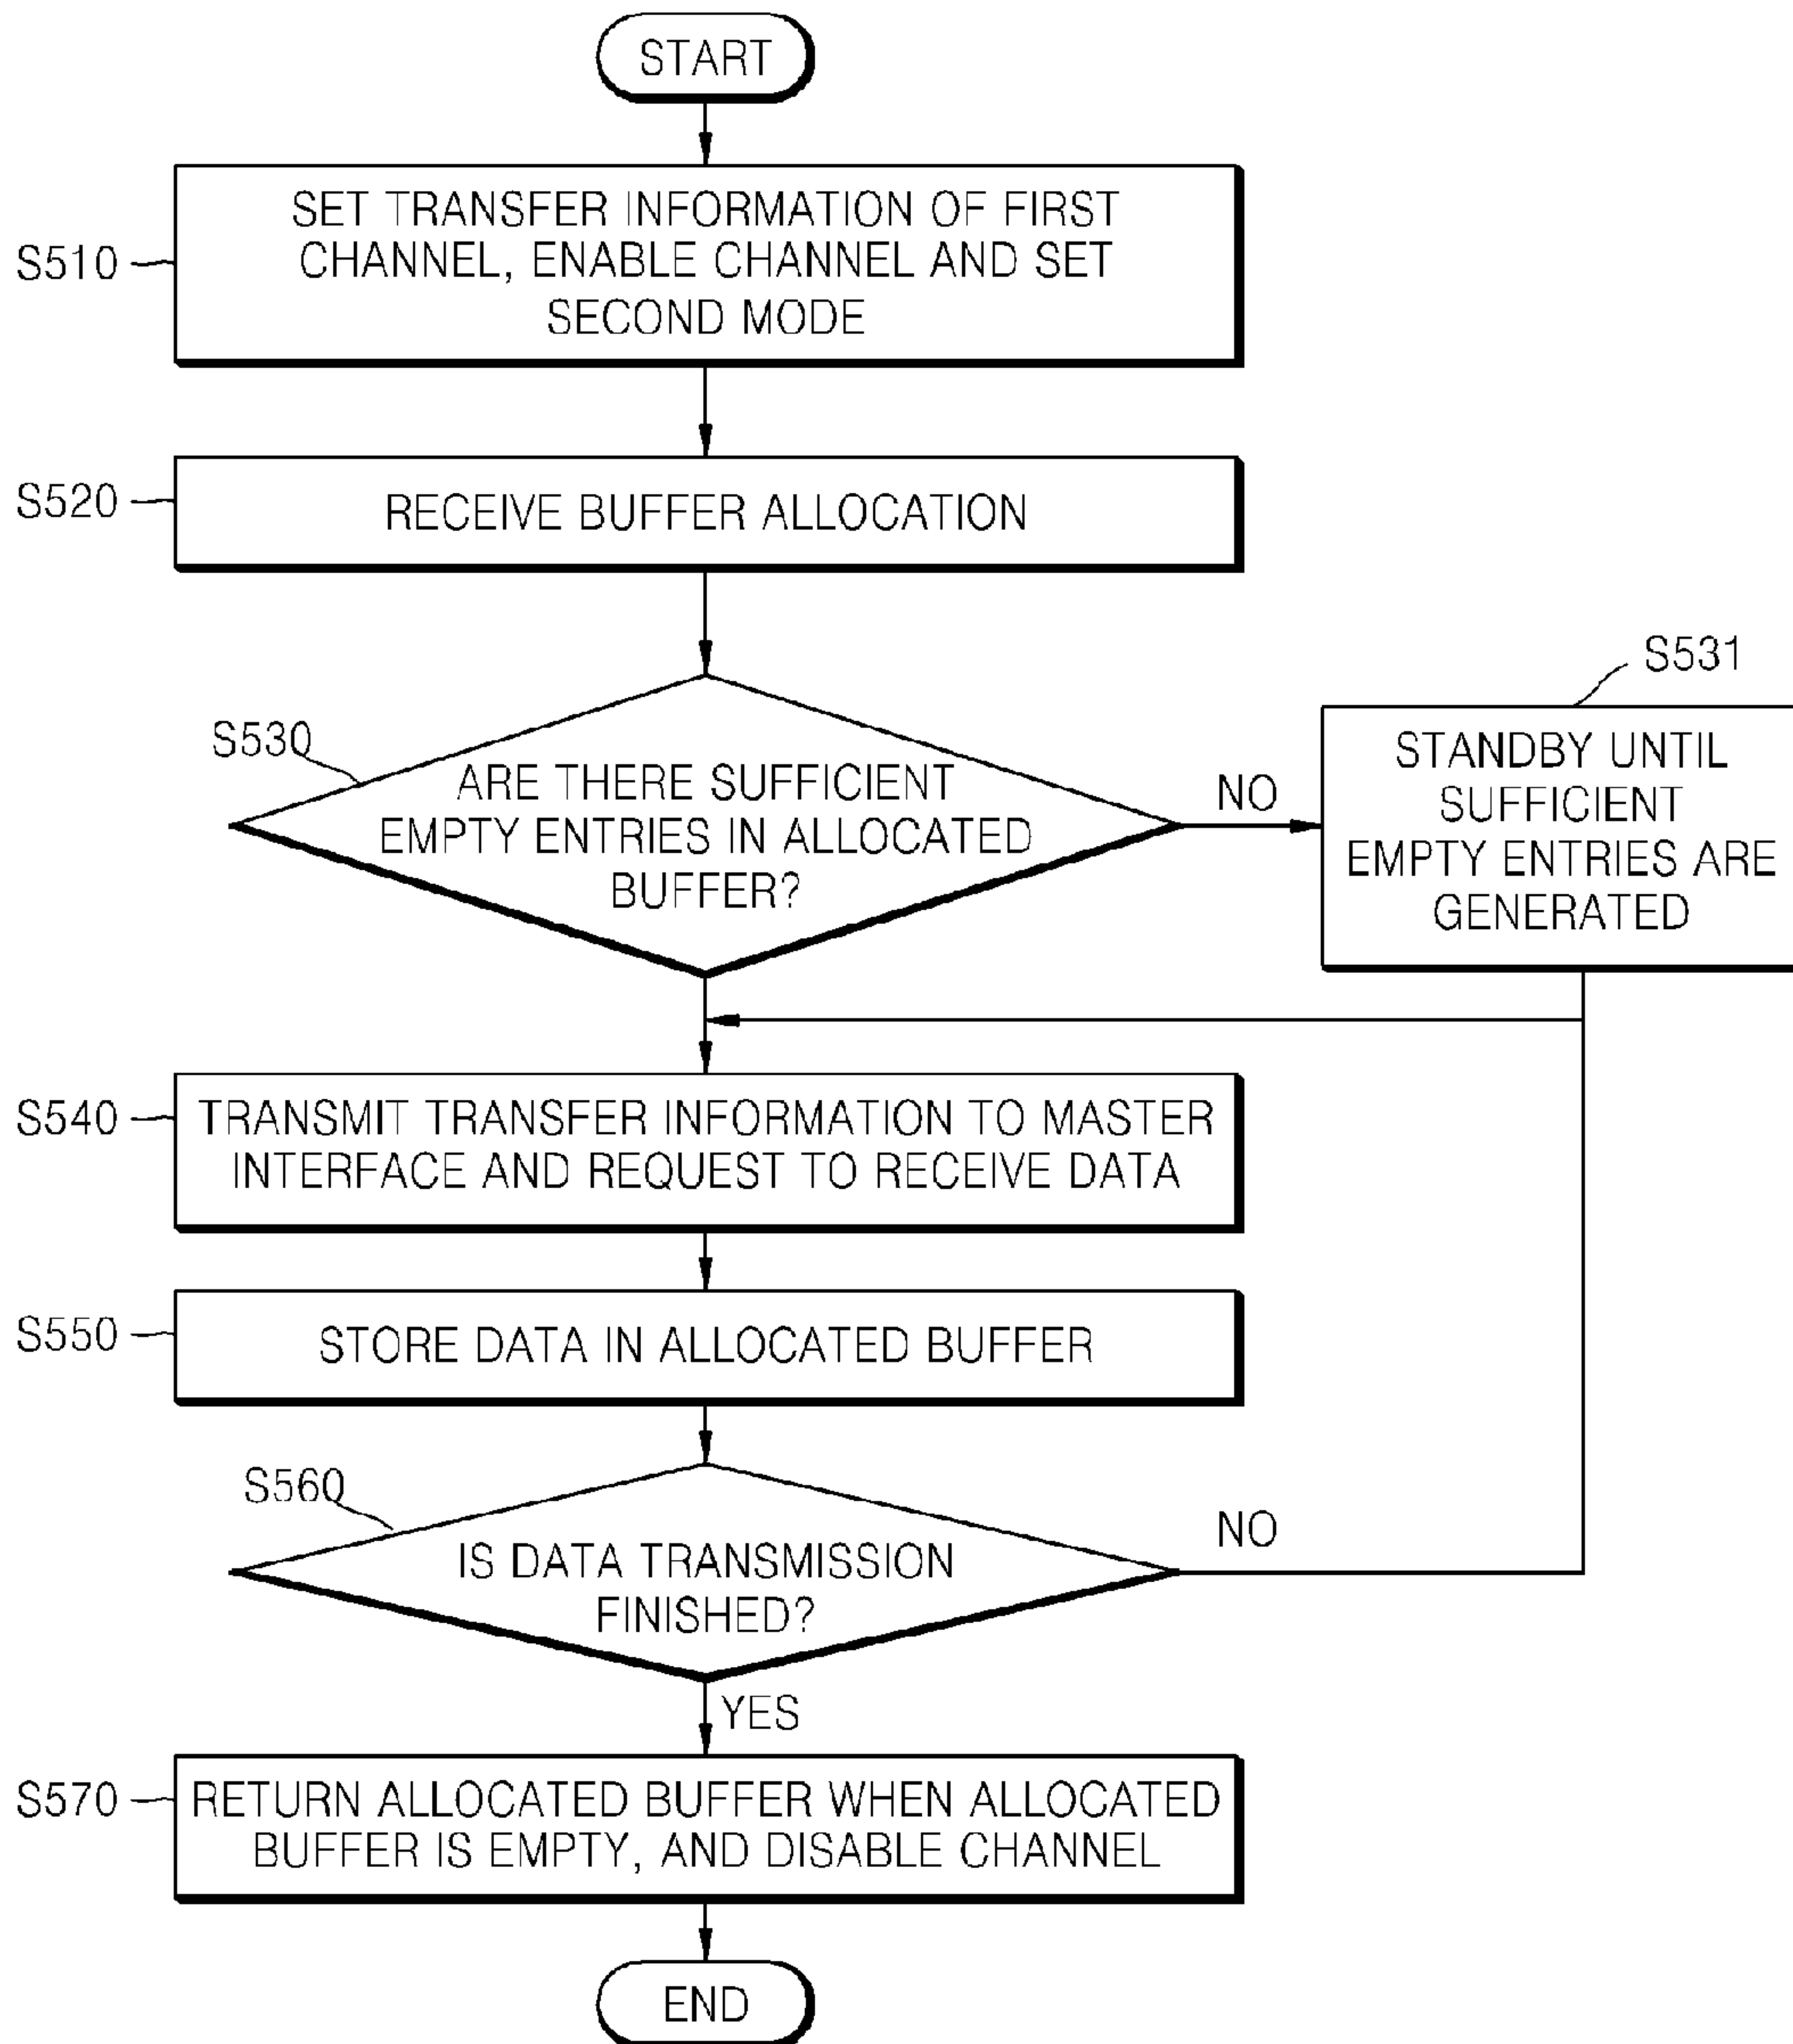 START
S510
SET TRANSFER INFORMATION OF FIRST
CHANNEL, ENABLE CHANNEL AND SET
SECOND MODE
S520
RECEIVE BUFFER ALLOCATION
S530
ARE THERE SUFFICIENT
EMPTY ENTRIES IN ALLOCATED
BUFFER?
NO
S531
STANDBY UNTIL
SUFFICIENT
EMPTY ENTRIES ARE
GENERATED
S540
TRANSMIT TRANSFER INFORMATION TO MASTER
INTERFACE AND REQUEST TO RECEIVE DATA
S550
STORE DATA IN ALLOCATED BUFFER
S560
IS DATA TRANSMISSION
FINISHED?
NO
YES
S570
RETURN ALLOCATED BUFFER WHEN ALLOCATED
BUFFER IS EMPTY, AND DISABLE CHANNEL
END